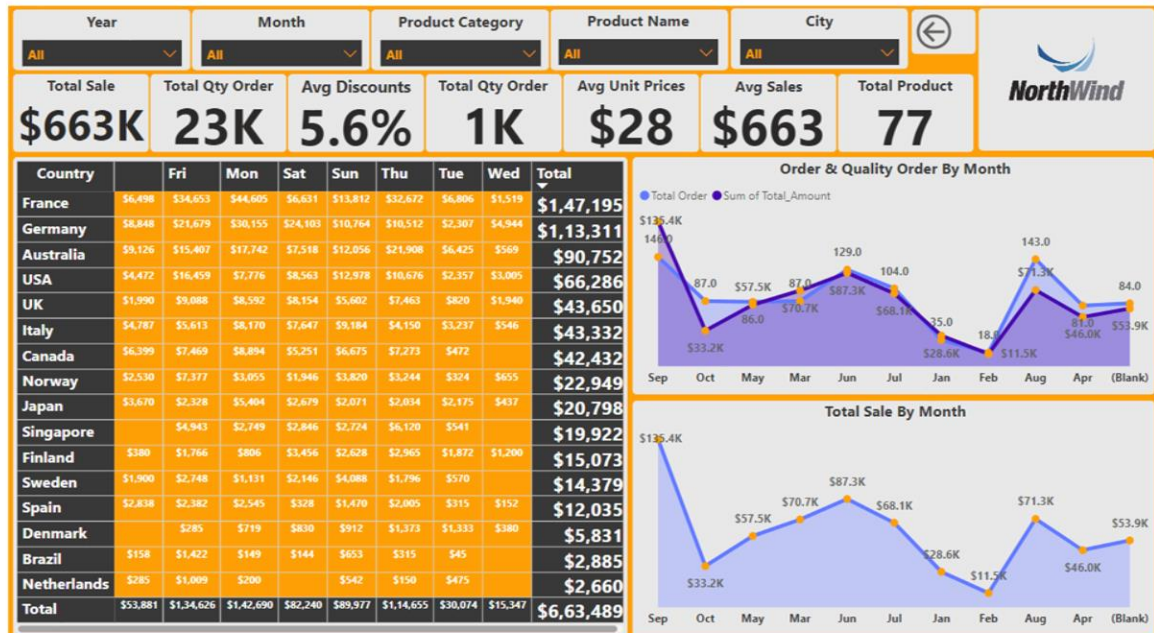 Year Month Product Category Product Name City
All All All All All
NorthWind
Total Sale Total Qty Order Avg Discounts Total Qty Order Avg Unit Prices Avg Sales Total Product
$663K 23K 5.6% 1K $28 $663 77
Country Fri Mon Sat Sun Thu Tue Wed Total
France $6,498 $34,653 $44,605 $6,631 $13,812 $32,672 $6,806 $1,519 $1,47,195
Germany $8,848 $21,679 $30,155 $24,103 $10,764 $10,512 $2,307 $4,944 $1,13,311
Australia $9,126 $15,407 $17,742 $7,518 $12,056 $21,908 $6,425 $569 $90,752
USA $4,472 $16,459 $7,776 $8,563 $12,978 $10,676 $2,357 $3,005 $66,286
UK $1,990 $9,088 $8,592 $8,154 $5,602 $7,463 $820 $1,940 $43,650
Italy $4,787 $5,613 $8,170 $7,647 $9,184 $4,150 $3,237 $546 $43,332
Canada $6,399 $7,469 $8,894 $5,251 $6,675 $7,273 $472 $42,432
Norway $2,530 $7,377 $3,055 $1,946 $3,820 $3,244 $324 $655 $22,949
Japan $3,670 $2,328 $5,404 $2,679 $2,071 $2,034 $2,175 $437 $20,798
Singapore $4,943 $2,749 $2,846 $2,724 $6,120 $541 $19,922
Finland $380 $1,766 $806 $3,456 $2,628 $2,965 $1,872 $1,200 $15,073
Sweden $1,900 $2,748 $1,131 $2,146 $4,088 $1,796 $570 $14,379
Spain $2,838 $2,382 $2,545 $328 $1,470 $2,005 $315 $152 $12,035
Denmark $285 $719 $830 $912 $1,373 $1,333 $380 $5,831
Brazil $158 $1,422 $149 $144 $653 $315 $45 $2,885
Netherlands $285 $1,009 $200 $542 $150 $475 $2,660
Total $53,881 $1,34,626 $1,42,690 $82,240 $89,977 $1,14,655 $30,074 $15,347 $6,63,489
Order & Quality Order By Month
Total Order Sum of Total_Amount
$135.4K
146.0 129.0 143.0
87.0 $57.5K 87.0 104.0 $71.3K 84.0
86.0 $70.7K $87.3K $68.1K 35.0 18.0 81.0 $53.9K
$33.2K $28.6K $11.5K $46.0K
Sep Oct May Mar Jun Jul Jan Feb Aug Apr (Blank)
Total Sale By Month
$135.4K
$87.3K
$70.7K $68.1K $71.3K
$57.5K $53.9K
$28.6K $46.0K
$33.2K $11.5K
Sep Oct May Mar Jun Jul Jan Feb Aug Apr (Blank)